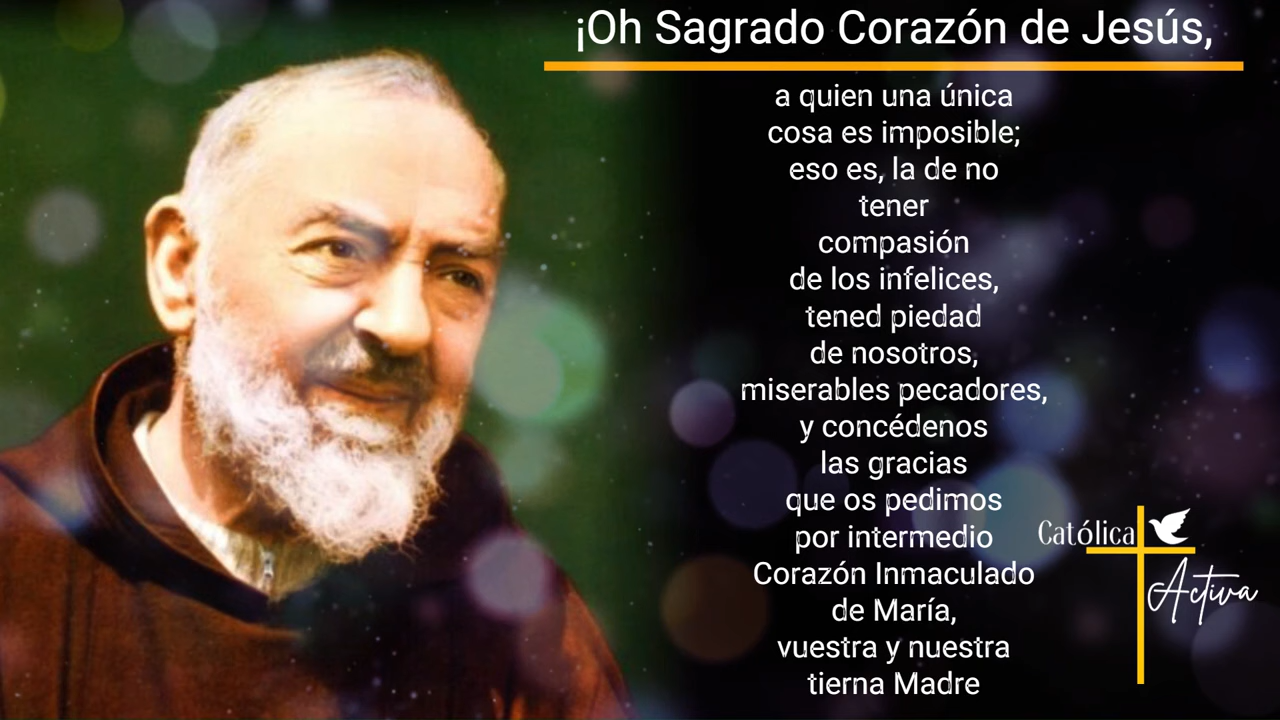 ¡Oh Sagrado Corazón de Jesús,
a quien una única
cosa es imposible;
eso es, la de no
tener
compasión
de los infelices,
tened piedad
de nosotros,
miserables pecadores,
y concédenos
las gracias
que os pedimos
por intermedio
Corazón Inmaculado
de María,
vuestra y nuestra
tierna Madre
Católica
Activa